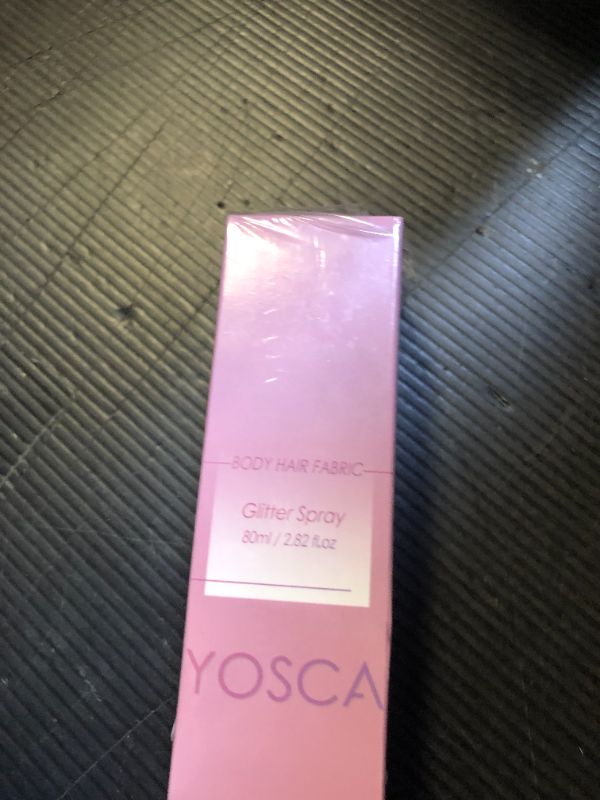 BODY HAIR FABRIC
Glitter Spray
80ml / 2.82 fl.oz
YOSCA